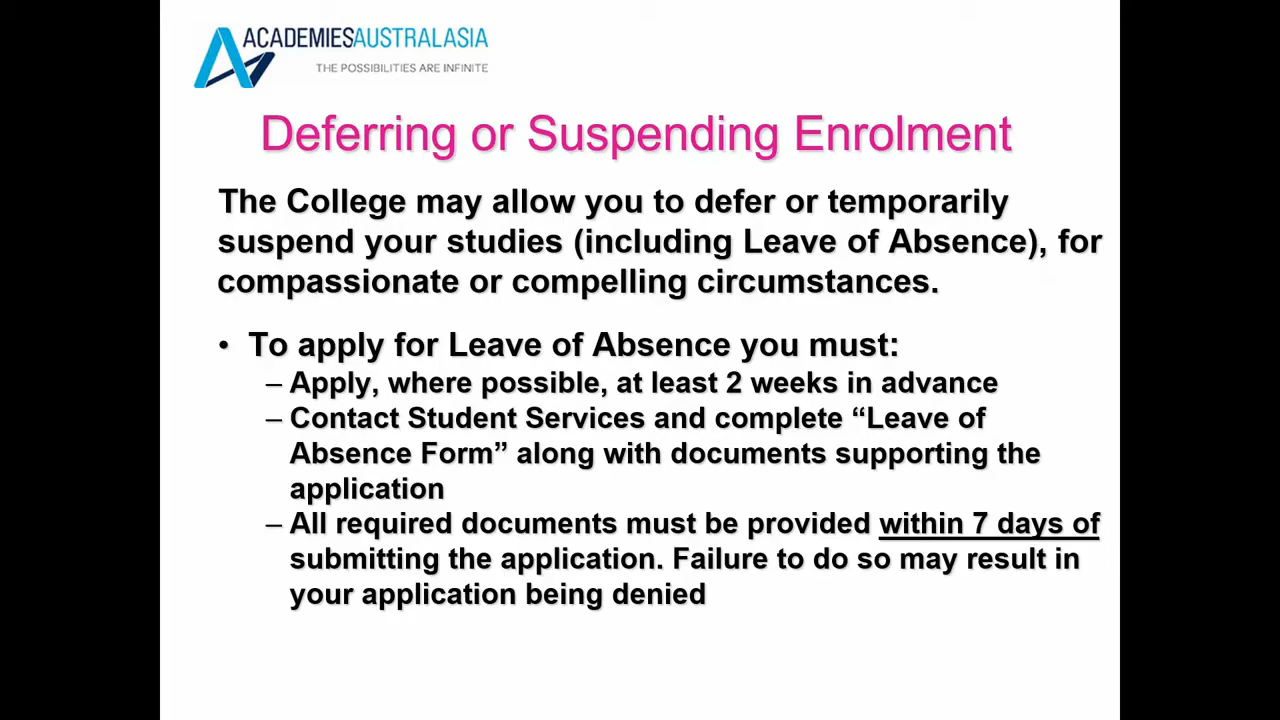 ACADEMIESAUSTRALASIA
THE POSSIBILITIES ARE INFINITE
Deferring or Suspending Enrolment
The College may allow you to defer or temporarily
suspend your studies (including Leave of Absence), for
compassionate or compelling circumstances.
• To apply for Leave of Absence you must:
– Apply, where possible, at least 2 weeks in advance
– Contact Student Services and complete “Leave of
Absence Form” along with documents supporting the
application
– All required documents must be provided within 7 days of
submitting the application. Failure to do so may result in
your application being denied